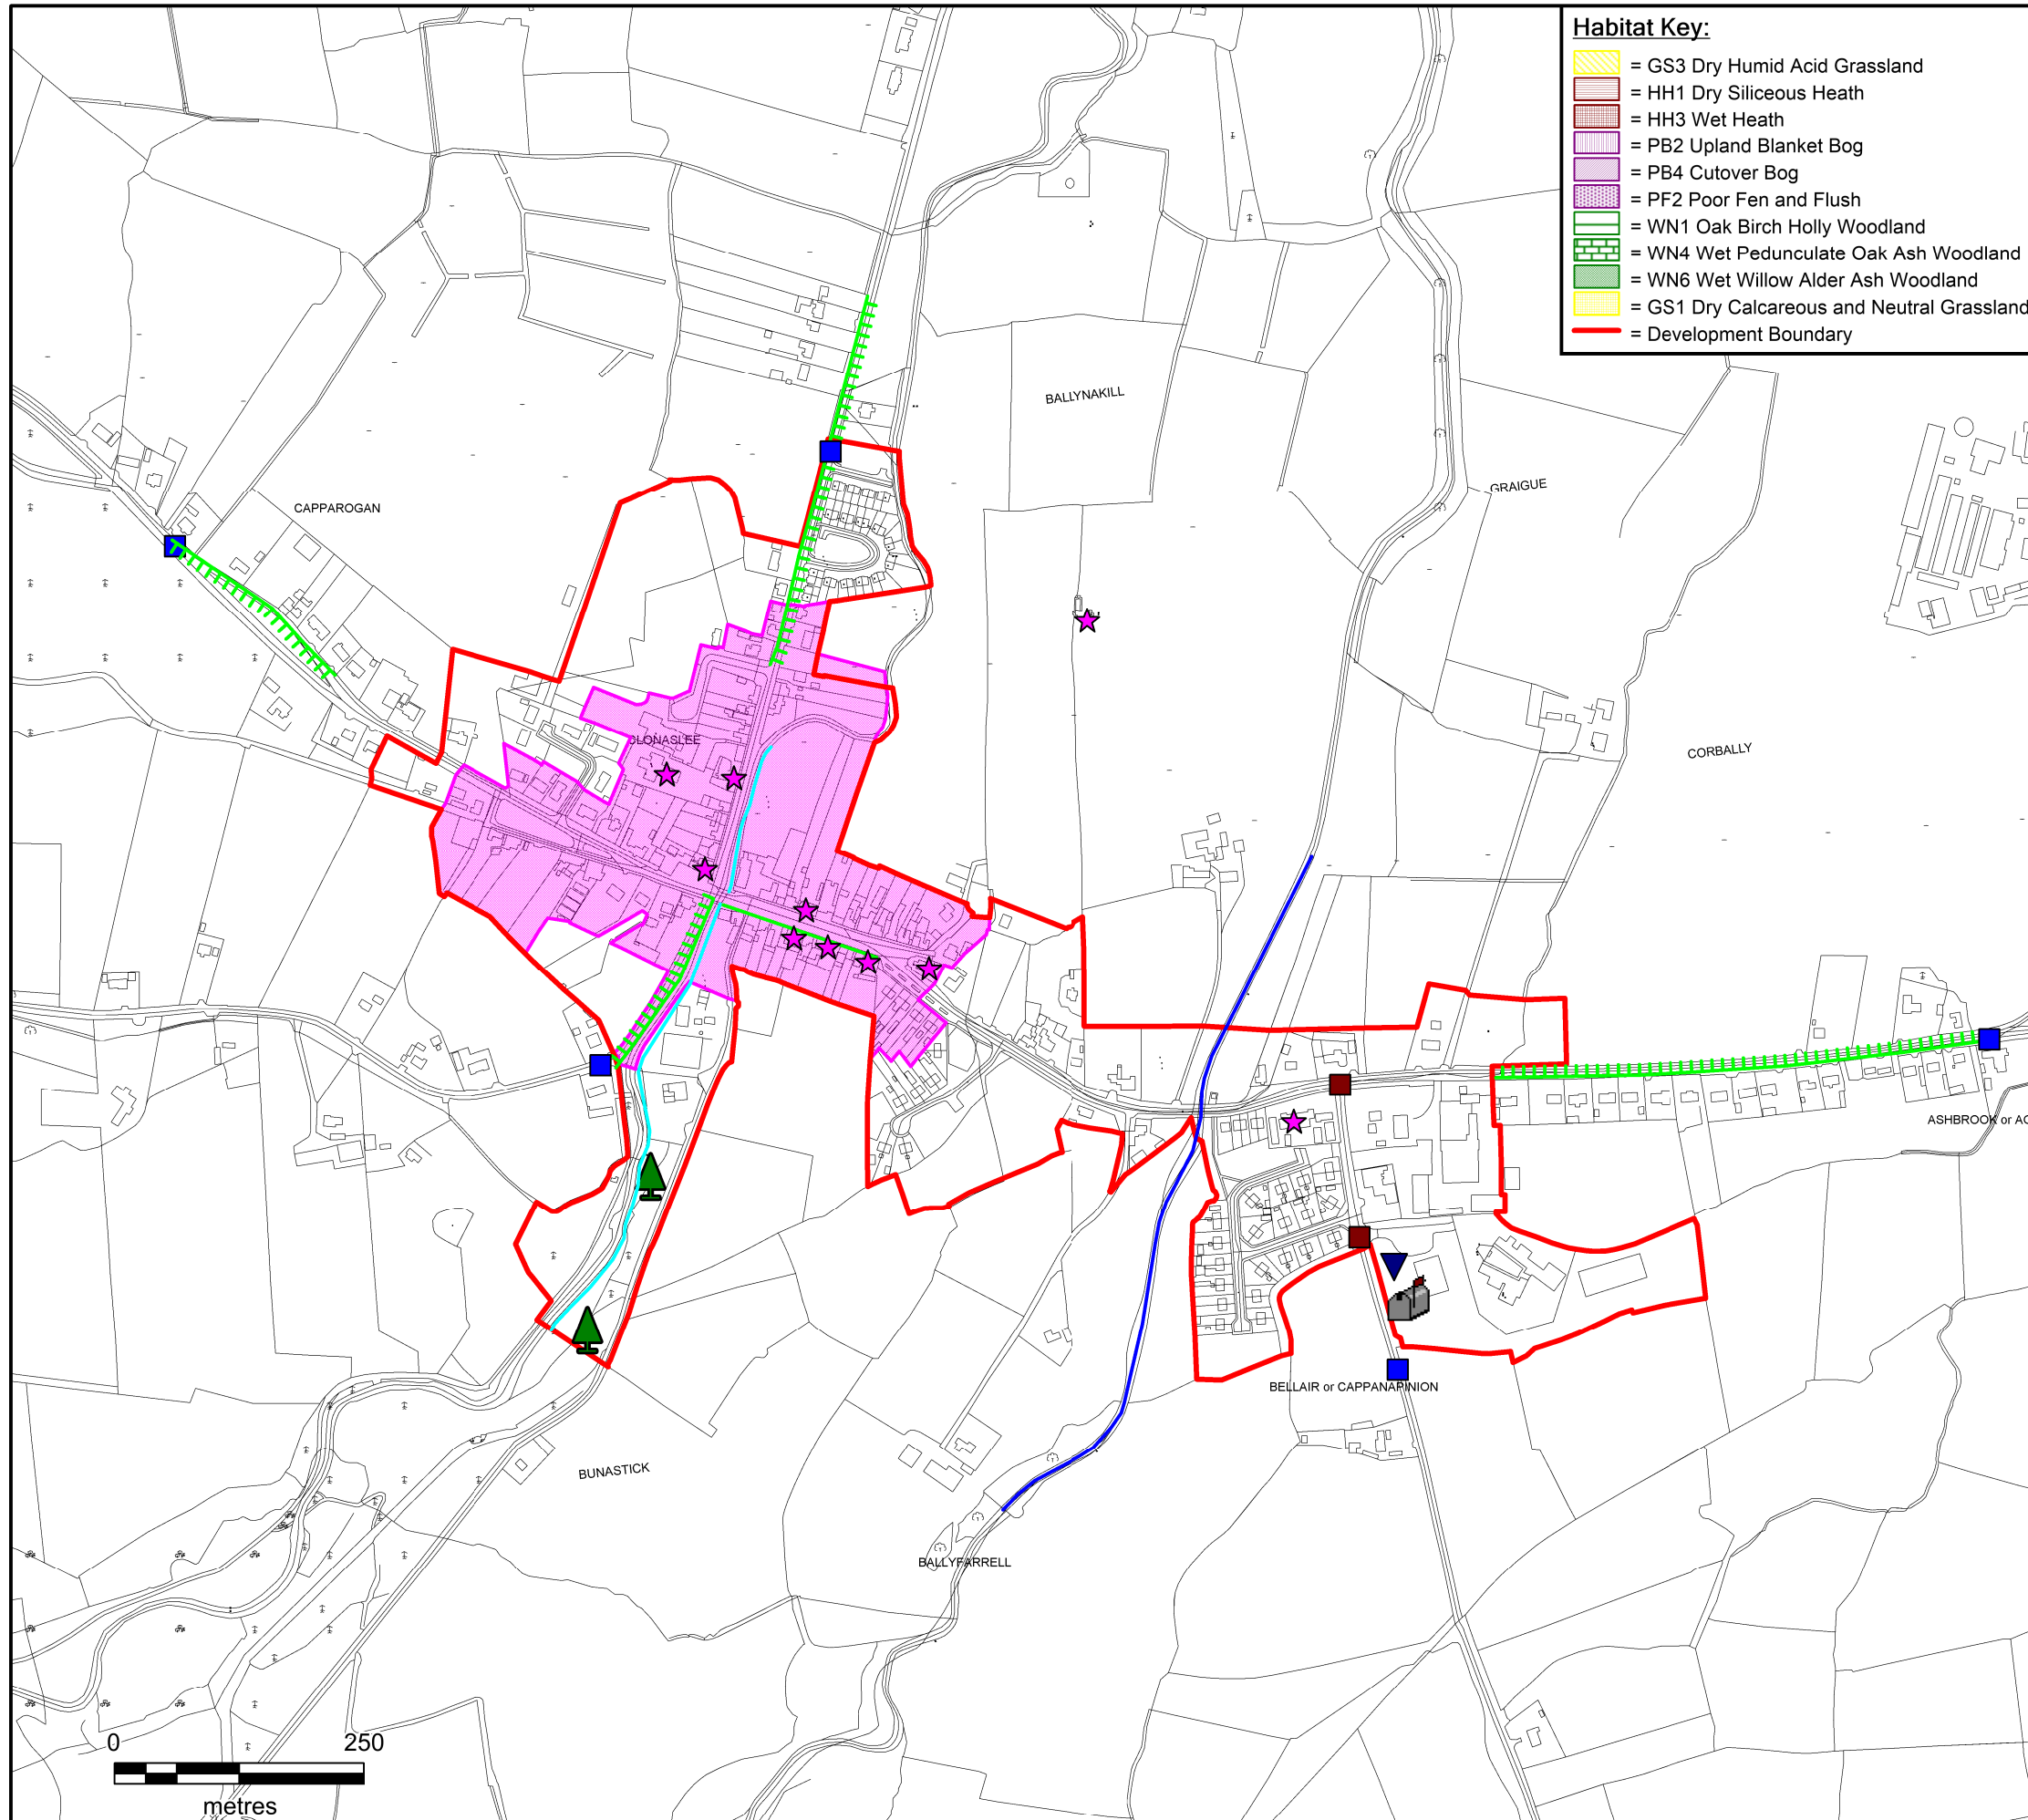 Habitat Key:
= GS3 Dry Humid Acid Grassland
= HH1 Dry Siliceous Heath
= HH3 Wet Heath
= PB2 Upland Blanket Bog
= PB4 Cutover Bog
= PF2 Poor Fen and Flush
= WN1 Oak Birch Holly Woodland
= WN4 Wet Pedunculate Oak Ash Woodland
= WN6 Wet Willow Alder Ash Woodland
= GS1 Dry Calcareous and Neutral Grassland
= Development Boundary
BALLYNAKILL
GRAIGUE
CAPPAROGAN
CLONASLEE
CORBALLY
ASHBROOK or
BELLAIR or CAPPANAPINION
BUNASTICK
BALLYFARRELL
0 250
metres